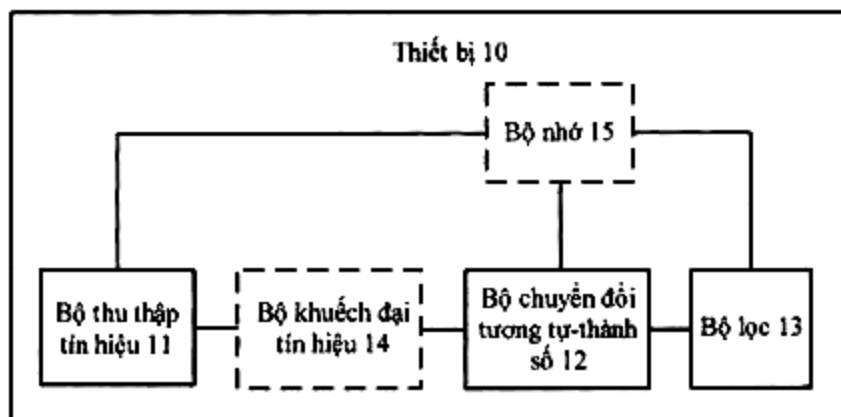 Thiết bị 10
Bộ nhớ 15
Bộ thu thập
tín hiệu 11
Bộ khuếch đại
tín hiệu 14
Bộ chuyển đổi
tương tự-thành
số 12
Bộ lọc 13